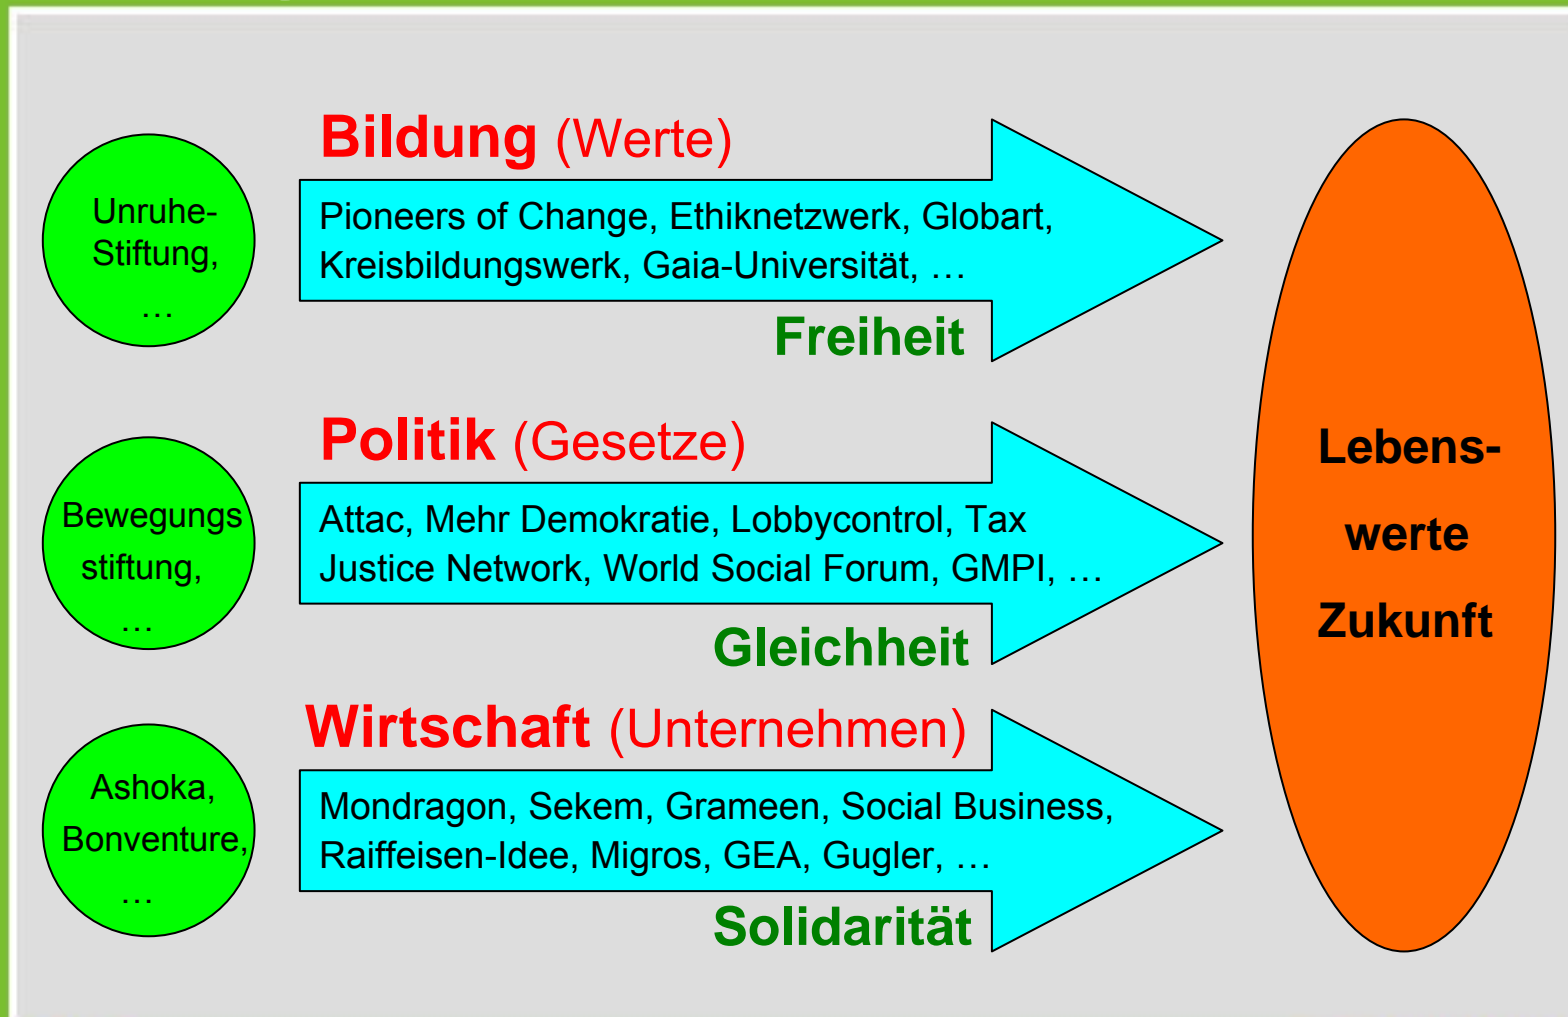 Bildung (Werte)
Unruhe-
Stiftung,
…
Pioneers of Change, Ethiknetzwerk, Globart,
Kreisbildungswerk, Gaia-Universität, …
Freiheit
Politik (Gesetze)
Bewegungs
stiftung,
…
Attac, Mehr Demokratie, Lobbycontrol, Tax
Justice Network, World Social Forum, GMPI, …
Gleichheit
Wirtschaft (Unternehmen)
Ashoka,
Bonventure,
…
Mondragon, Sekem, Grameen, Social Business,
Raiffeisen-Idee, Migros, GEA, Gugler, …
Solidarität
Lebens-
werte
Zukunft